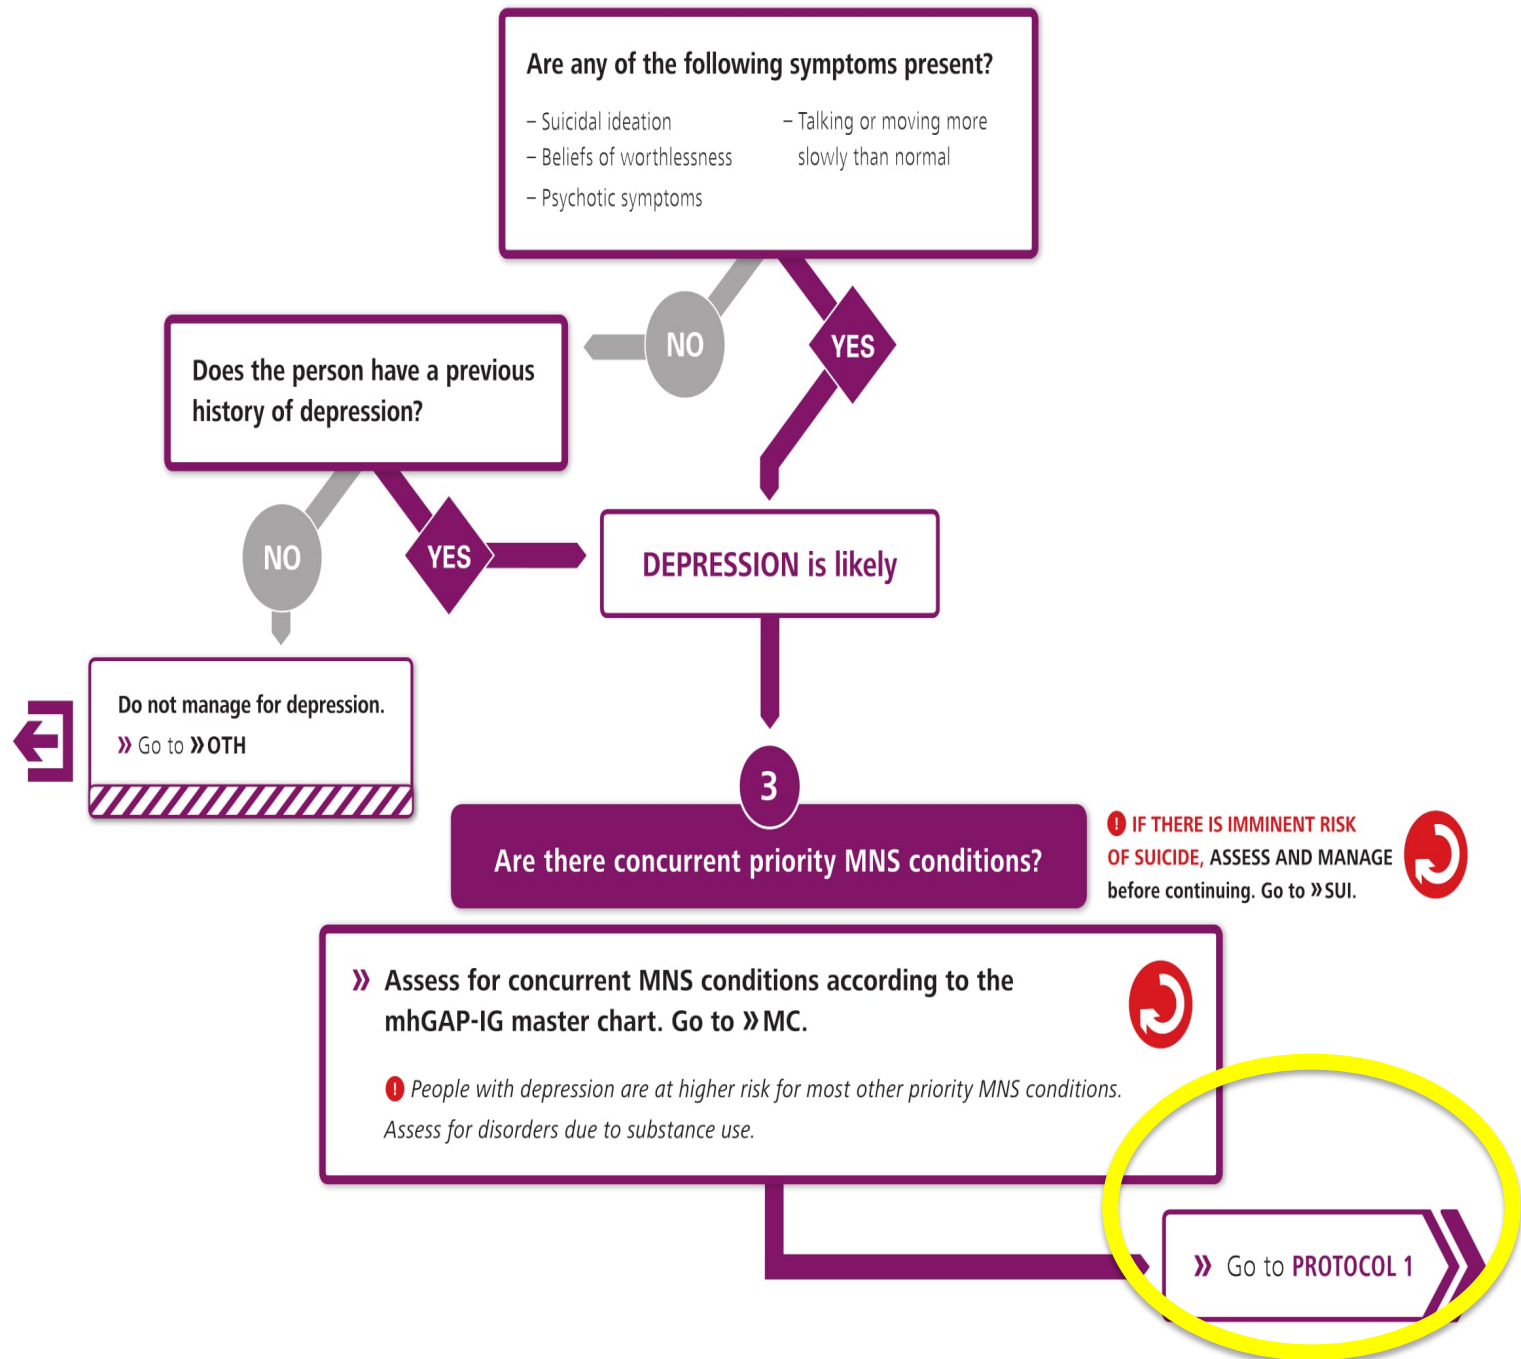 Are any of the following symptoms present?
– Suicidal ideation
– Beliefs of worthlessness
– Psychotic symptoms
– Talking or moving more
slowly than normal
NO
YES
Does the person have a previous
history of depression?
NO
YES
DEPRESSION is likely
Do not manage for depression.
» Go to »OTH
3
Are there concurrent priority MNS conditions?
! IF THERE IS IMMINENT RISK
OF SUICIDE, ASSESS AND MANAGE
before continuing. Go to »SUI.
» Assess for concurrent MNS conditions according to the
mhGAP-IG master chart. Go to »MC.
! People with depression are at higher risk for most other priority MNS conditions.
Assess for disorders due to substance use.
» Go to PROTOCOL 1